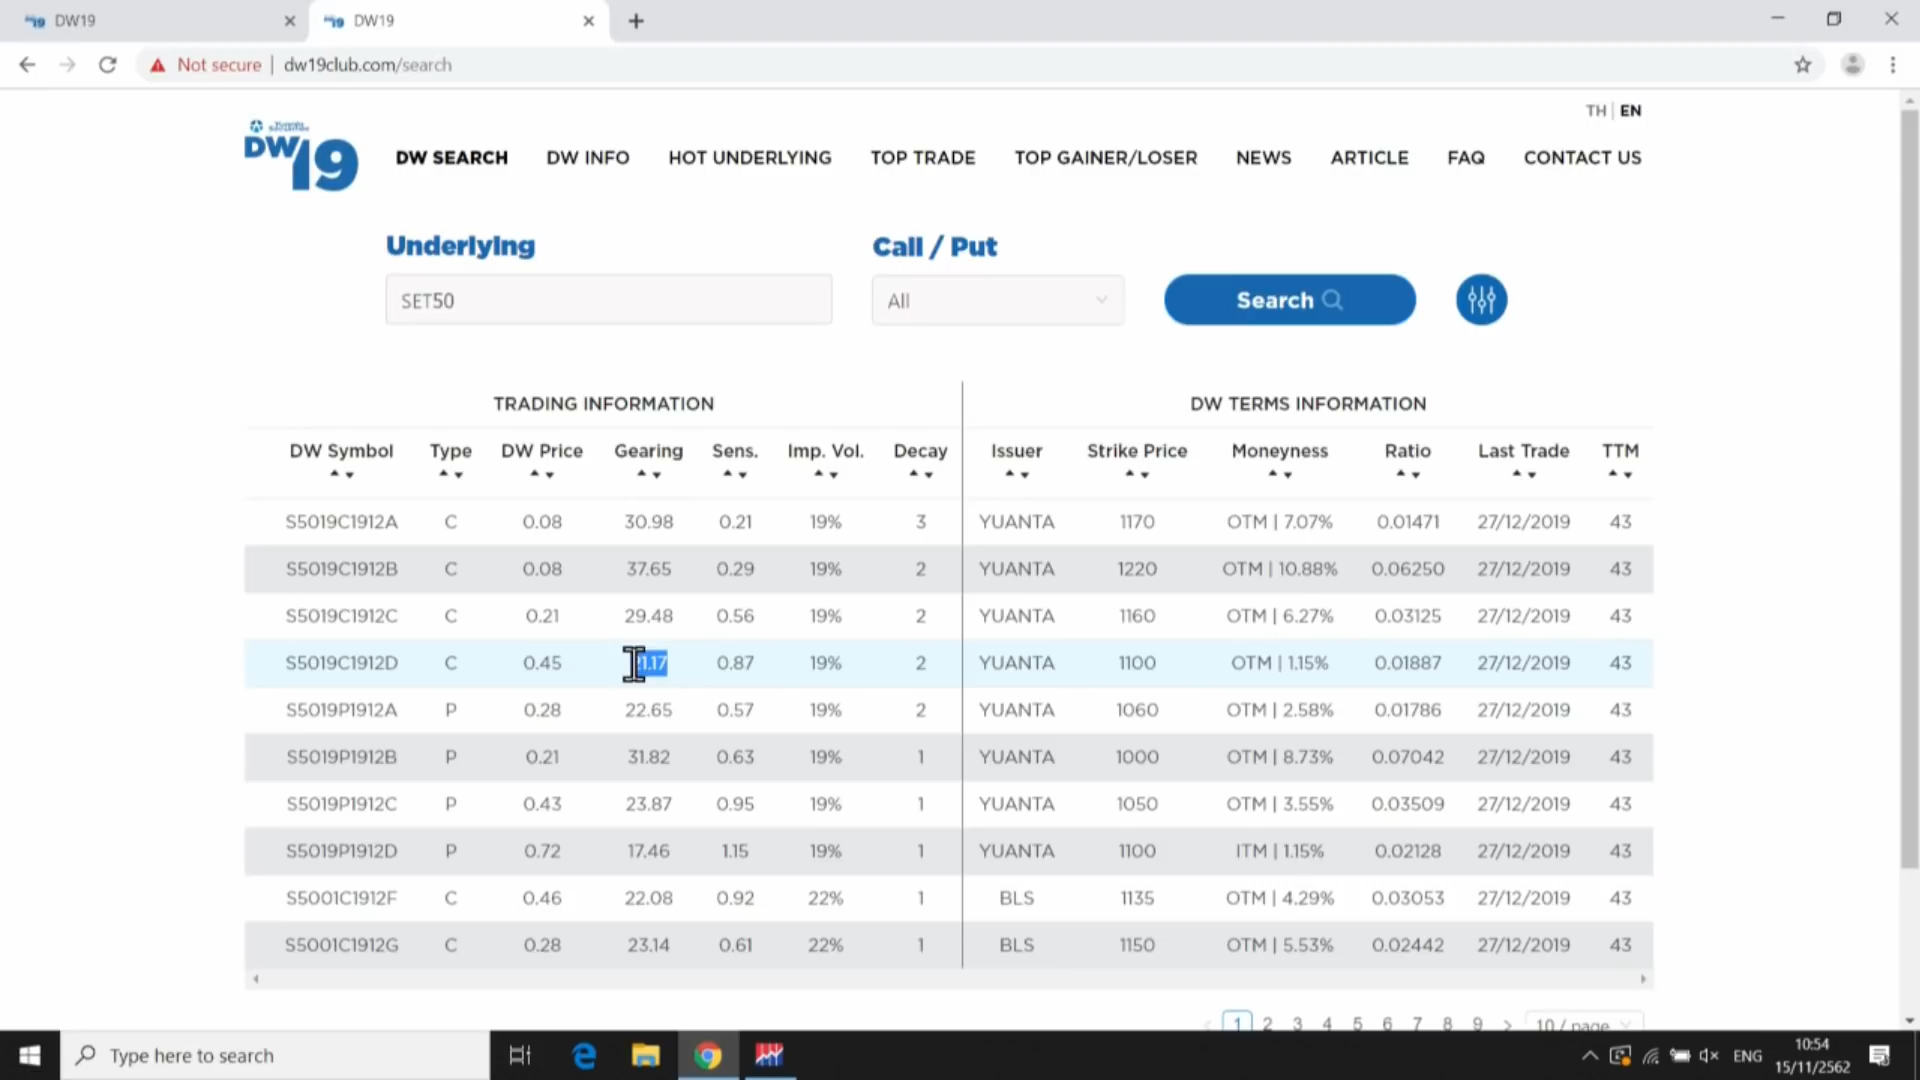 DW19
DW19
Not secure | dw19club.com/search
TH | EN
DW19
DW SEARCH DW INFO HOT UNDERLYING TOP TRADE TOP GAINER/LOSER NEWS ARTICLE FAQ CONTACT US
Underlying Call / Put
SET50 All Search
TRADING INFORMATION DW TERMS INFORMATION
DW Symbol Type DW Price Gearing Sens. Imp. Vol. Decay Issuer Strike Price Moneyness Ratio Last Trade TTM
S5019C1912A C 0.08 30.98 0.21 19% 3 YUANTA 1170 OTM | 7.07% 0.01471 27/12/2019 43
S5019C1912B C 0.08 37.65 0.29 19% 2 YUANTA 1220 OTM | 10.88% 0.06250 27/12/2019 43
S5019C1912C C 0.21 29.48 0.56 19% 2 YUANTA 1160 OTM | 6.27% 0.03125 27/12/2019 43
S5019C1912D C 0.45 0.87 19% 2 YUANTA 1100 OTM | 1.15% 0.01887 27/12/2019 43
S5019P1912A P 0.28 22.65 0.57 19% 2 YUANTA 1060 OTM | 2.58% 0.01786 27/12/2019 43
S5019P1912B P 0.21 31.82 0.63 19% 1 YUANTA 1000 OTM | 8.73% 0.07042 27/12/2019 43
S5019P1912C P 0.43 23.87 0.95 19% 1 YUANTA 1050 OTM | 3.55% 0.03509 27/12/2019 43
S5019P1912D P 0.72 17.46 1.15 19% 1 YUANTA 1100 ITM | 1.15% 0.02128 27/12/2019 43
S5001C1912F C 0.46 22.08 0.92 22% 1 BLS 1135 OTM | 4.29% 0.03053 27/12/2019 43
S5001C1912G C 0.28 23.14 0.61 22% 1 BLS 1150 OTM | 5.53% 0.02442 27/12/2019 43
1 2 3 4 5 6 7 8 9 10 / page
Type here to search ENG 10:54
15/11/2562